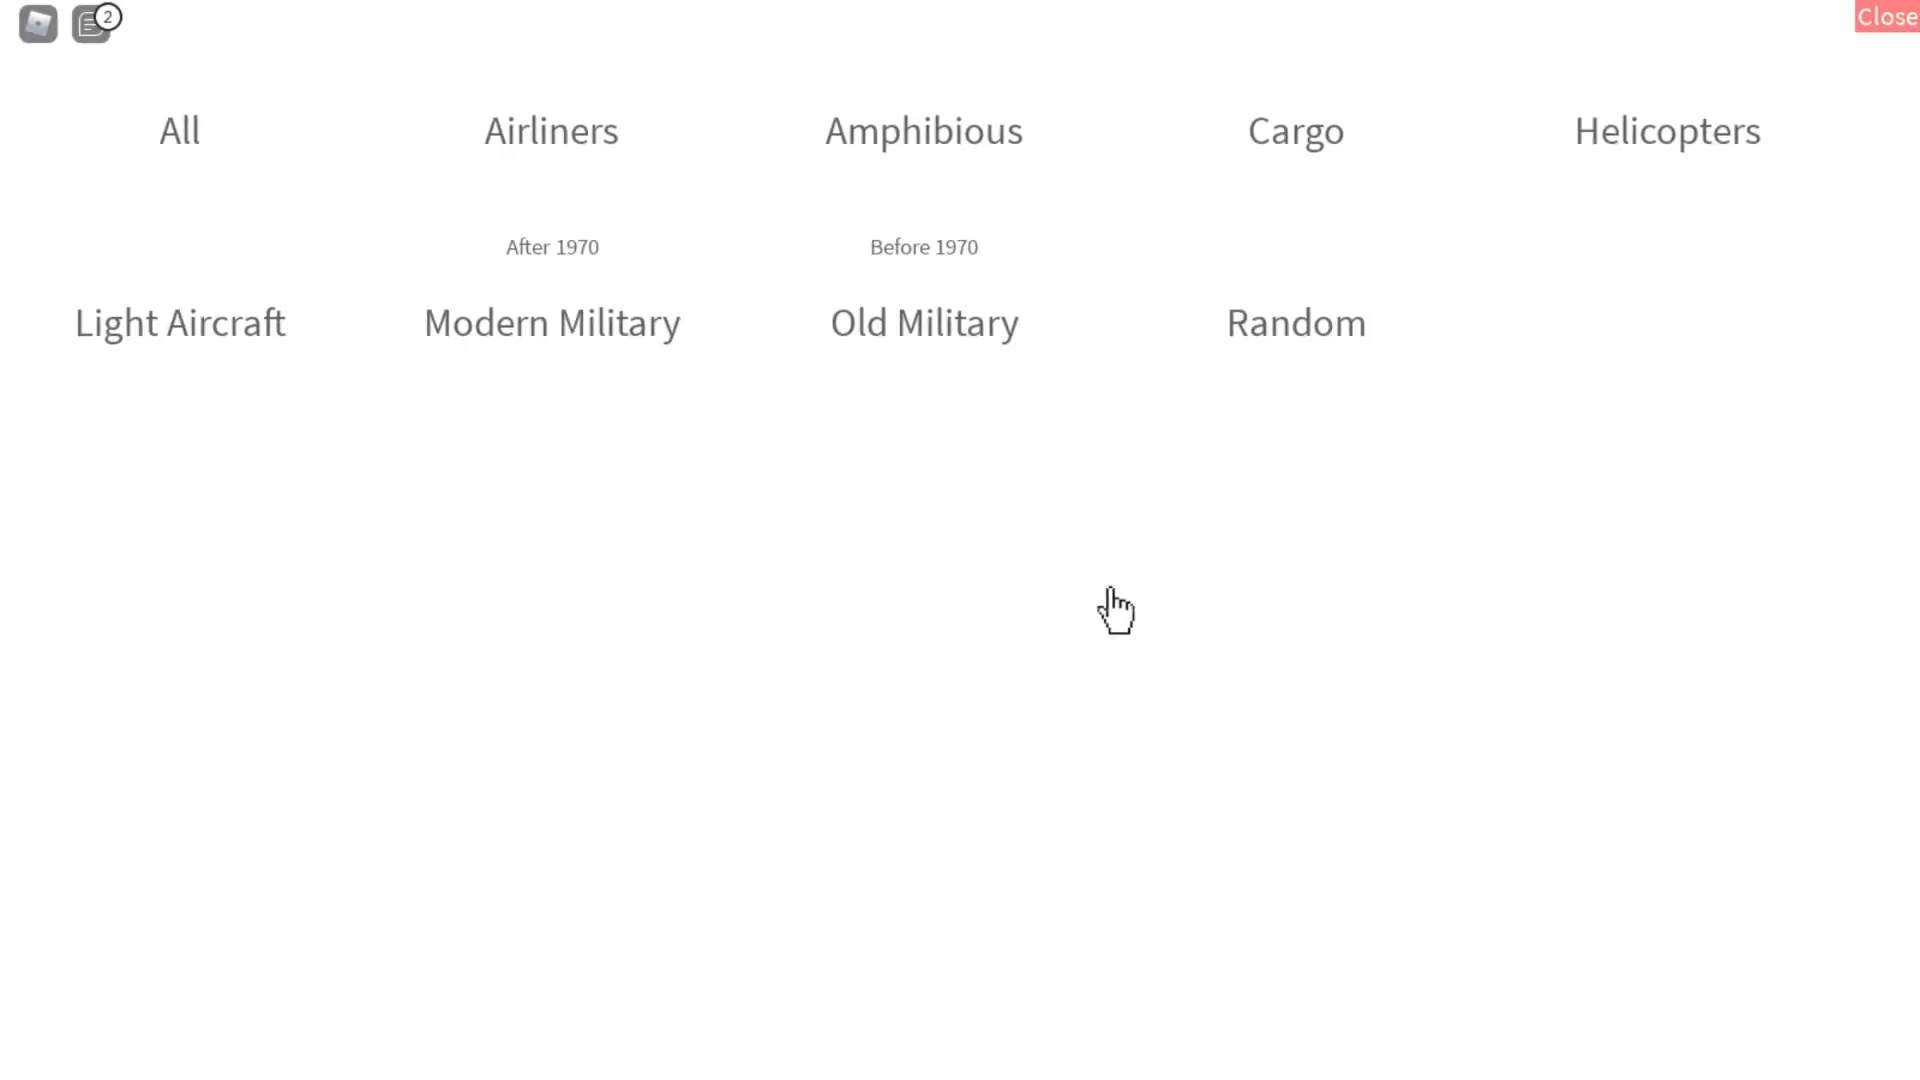 2
Close
All
Airliners
Amphibious
Cargo
Helicopters
After 1970
Before 1970
Light Aircraft
Modern Military
Old Military
Random